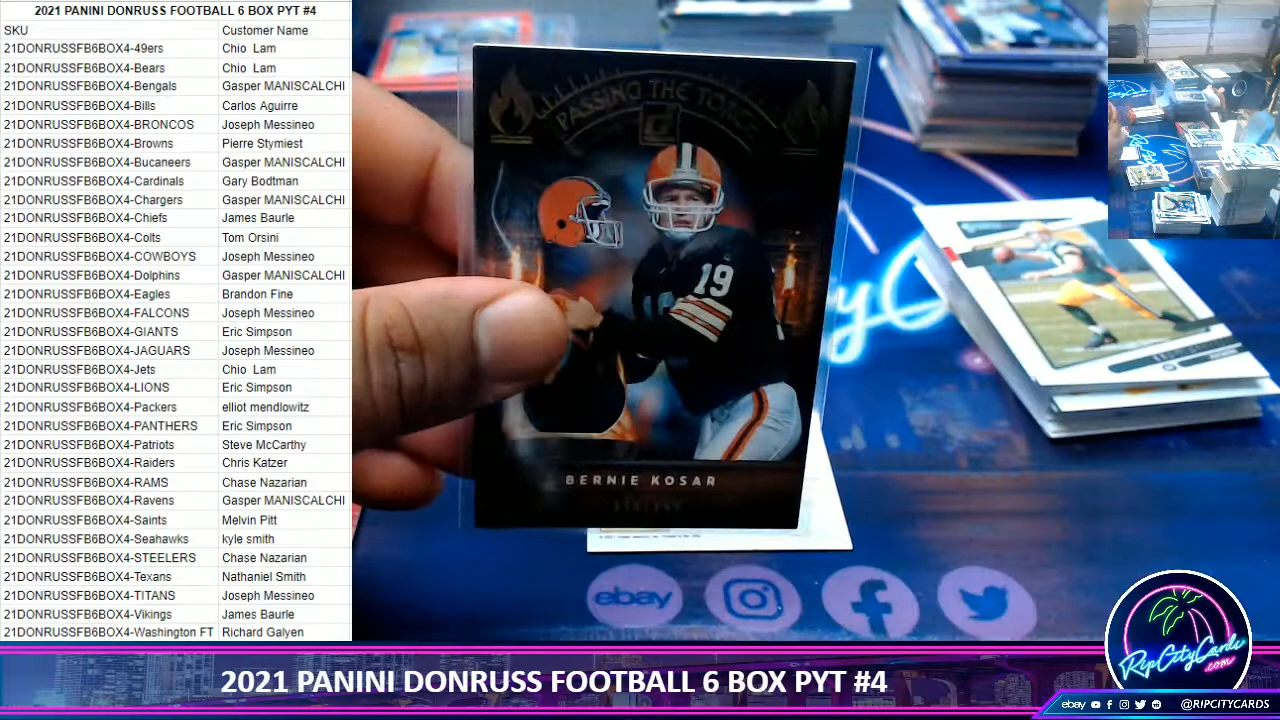 2021 PANINI DONRUSS FOOTBALL 6 BOX PYT #4
SKU Customer Name
21DONRUSSFB6BOX4-49ers Chio Lam
21DONRUSSFB6BOX4-Bears Chio Lam
21DONRUSSFB6BOX4-Bengals Gasper MANISCALCHI
21DONRUSSFB6BOX4-Bills Carlos Aguirre
21DONRUSSFB6BOX4-BRONCOS Joseph Messineo
21DONRUSSFB6BOX4-Browns Pierre Stymiest
21DONRUSSFB6BOX4-Bucaneers Gasper MANISCALCHI
21DONRUSSFB6BOX4-Cardinals Gary Bodtman
21DONRUSSFB6BOX4-Chargers Gasper MANISCALCHI
21DONRUSSFB6BOX4-Chiefs James Baurle
21DONRUSSFB6BOX4-Colts Tom Orsini
21DONRUSSFB6BOX4-COWBOYS Joseph Messineo
21DONRUSSFB6BOX4-Dolphins Gasper MANISCALCHI
21DONRUSSFB6BOX4-Eagles Brandon Fine
21DONRUSSFB6BOX4-FALCONS Joseph Messineo
21DONRUSSFB6BOX4-GIANTS Eric Simpson
21DONRUSSFB6BOX4-JAGUARS Joseph Messineo
21DONRUSSFB6BOX4-Jets Chio Lam
21DONRUSSFB6BOX4-LIONS Eric Simpson
21DONRUSSFB6BOX4-Packers elliot mendlowitz
21DONRUSSFB6BOX4-PANTHERS Eric Simpson
21DONRUSSFB6BOX4-Patriots Steve McCarthy
21DONRUSSFB6BOX4-Raiders Chris Katzer
21DONRUSSFB6BOX4-RAMS Chase Nazarian
21DONRUSSFB6BOX4-Ravens Gasper MANISCALCHI
21DONRUSSFB6BOX4-Saints Melvin Pitt
21DONRUSSFB6BOX4-Seahawks kyle smith
21DONRUSSFB6BOX4-STEELERS Chase Nazarian
21DONRUSSFB6BOX4-Texans Nathaniel Smith
21DONRUSSFB6BOX4-TITANS Joseph Messineo
21DONRUSSFB6BOX4-Vikings James Baurle
21DONRUSSFB6BOX4-Washington FT Richard Galyen
PASSING THE
19
BERNIE KOSAR
ebay
RipCityCards
.com
2021 PANINI DONRUSS FOOTBALL 6 BOX PYT #4
ebay @RIPCITYCARDS